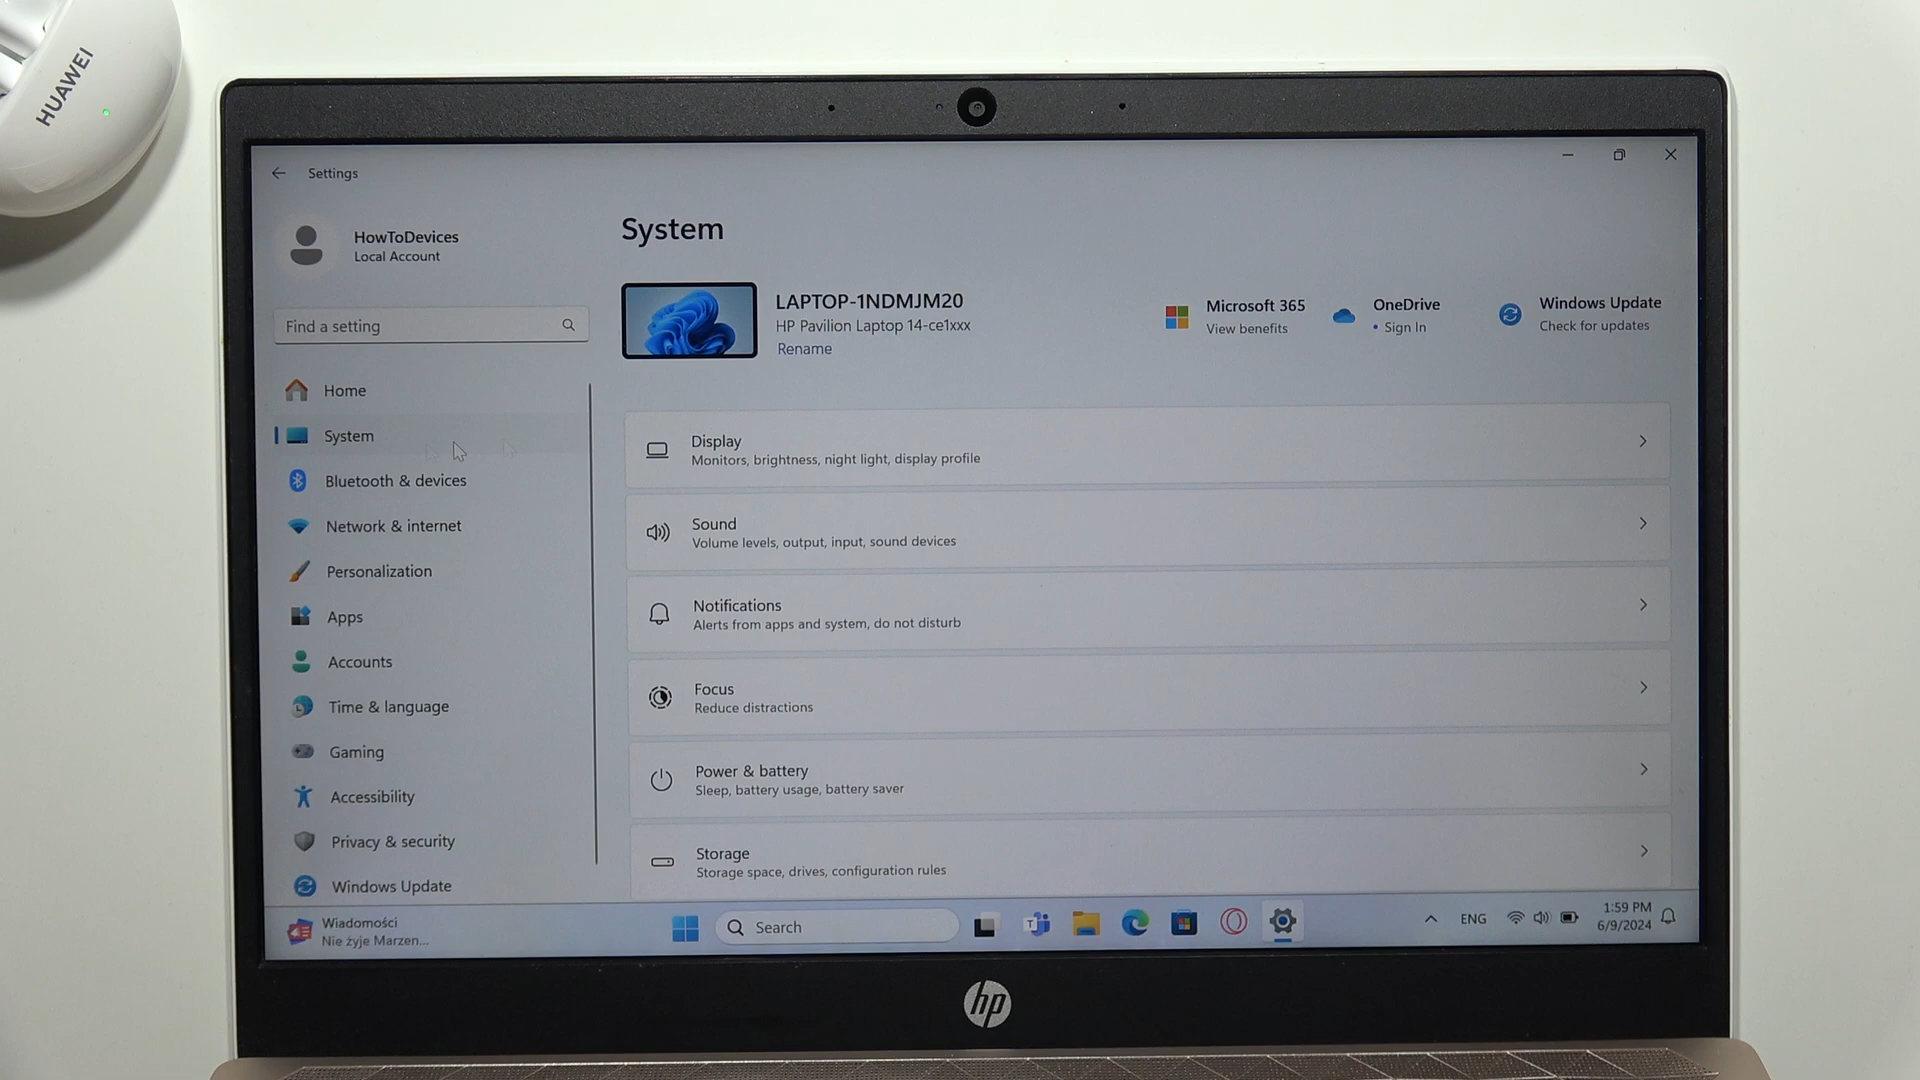 HUAWEI
Settings
HowToDevices
Local Account
Find a setting
Home
System
Bluetooth & devices
Network & internet
Personalization
Apps
Accounts
Time & language
Gaming
Accessibility
Privacy & security
Windows Update
System
LAPTOP-1NDMJM20
HP Pavilion Laptop 14-ce1xxx
Rename
Microsoft 365
View benefits
OneDrive
• Sign In
Windows Update
Check for updates
Display
Monitors, brightness, night light, display profile
Sound
Volume levels, output, input, sound devices
Notifications
Alerts from apps and system, do not disturb
Focus
Reduce distractions
Power & battery
Sleep, battery usage, battery saver
Storage
Storage space, drives, configuration rules
Wiadomości
Nie żyje Marzen...
Search
ENG
1:59 PM
6/9/2024
hp